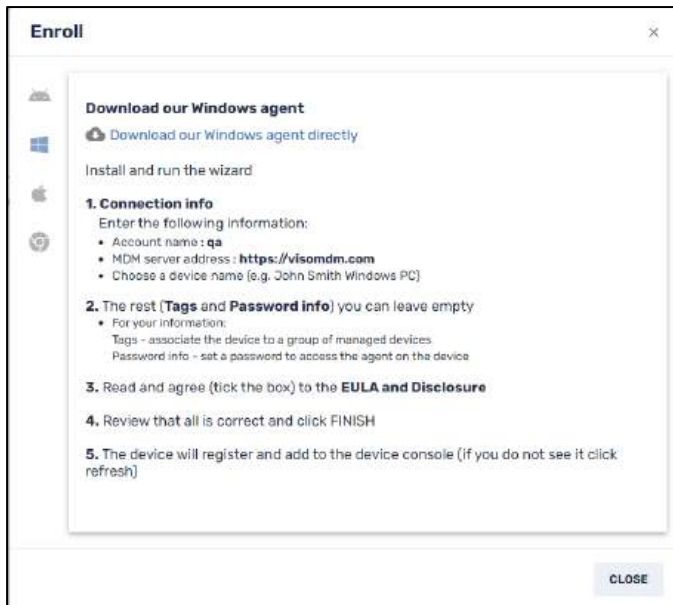 Enroll
×
Download our Windows agent
Download our Windows agent directly
Install and run the wizard
1. Connection info
Enter the following information:
• Account name : qa
• MDM server address : https://visomdm.com
• Choose a device name (e.g. John Smith Windows PC)
2. The rest (Tags and Password info) you can leave empty
• For your information:
Tags - associate the device to a group of managed devices
Password info - set a password to access the agent on the device
3. Read and agree (tick the box) to the EULA and Disclosure
4. Review that all is correct and click FINISH
5. The device will register and add to the device console (if you do not see it click
refresh)
CLOSE